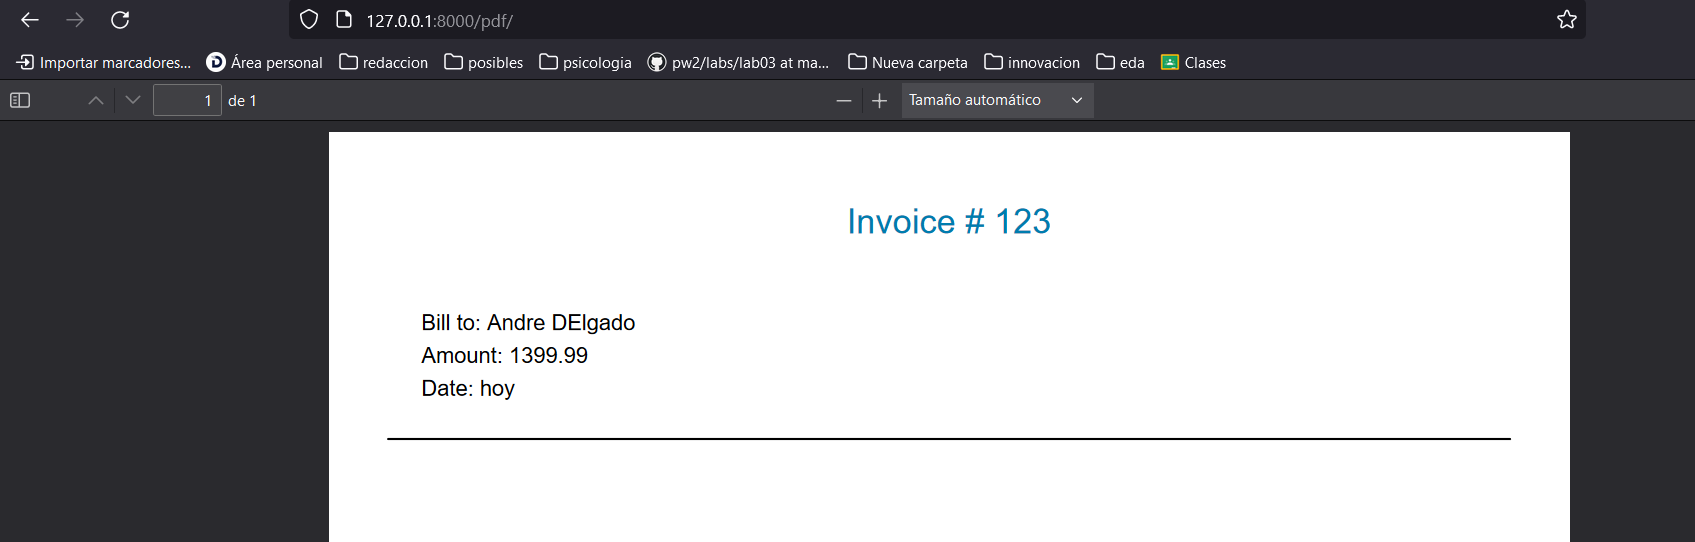 127.0.0.1:8000/pdf/
Importar marcadores... Área personal redaccion posibles psicologia pw2/labs/lab03 at ma... Nueva carpeta innovacion eda Clases
1 de 1 Tamaño automático
Invoice # 123
Bill to: Andre DElgado
Amount: 1399.99
Date: hoy